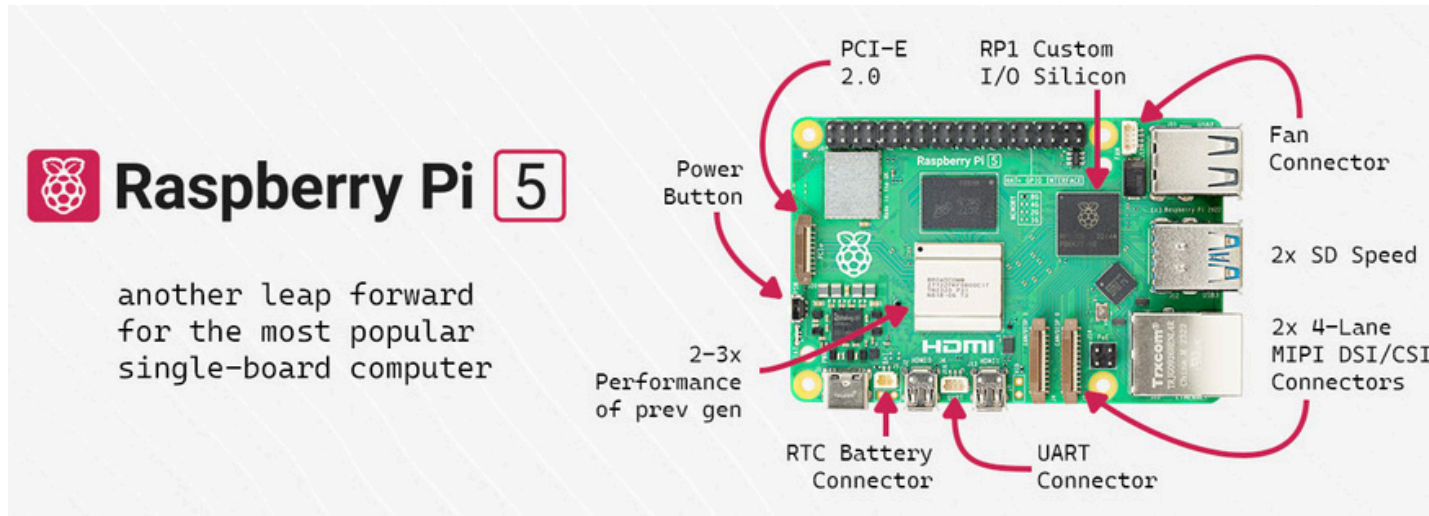 Raspberry Pi 5
another leap forward
for the most popular
single-board computer
PCI-E
2.0
RP1 Custom
I/O Silicon
Fan
Connector
Power
Button
2x SD Speed
2x 4-Lane
MIPI DSI/CSI
Connectors
2-3x
Performance
of prev gen
RTC Battery
Connector
UART
Connector
Raspberry Pi 5
HDMI
Trxcom